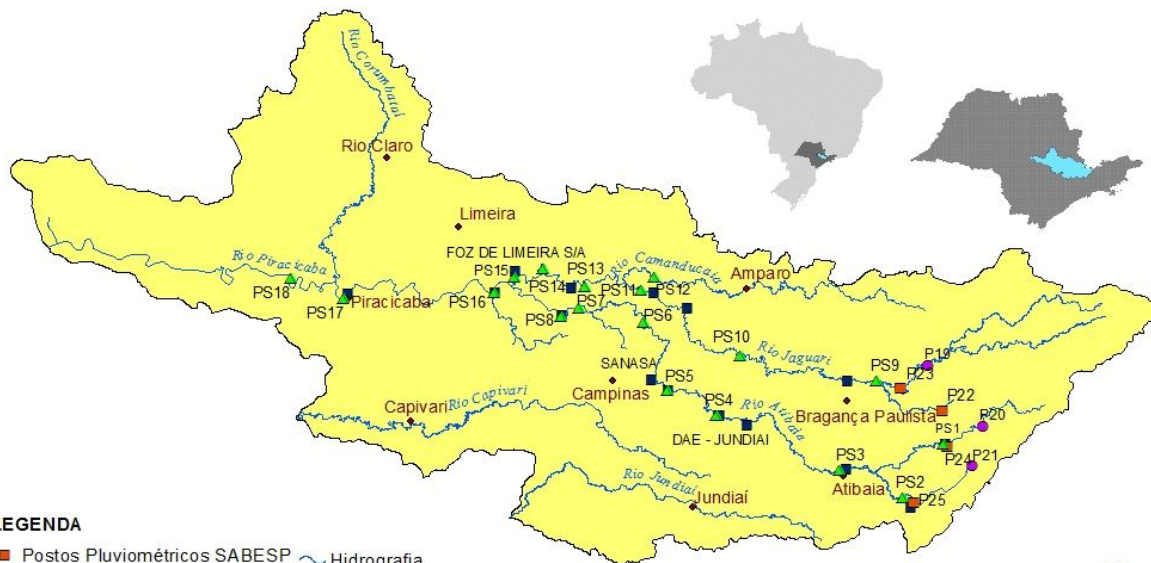 Rio Corumbataí
Rio Claro
Limeira
FOZ DE LIMEIRA S/A
Rio Camanducaia
Rio Piracicaba
PS15
PS13
Amparo
PS18
PS14
PS11
PS12
PS16
PS7
PS17
Piracicaba
PS8
PS6
PS10
Rio Jaguari
P19
SANASA
PS9
P23
PS5
Campinas
Capivari
Rio Capivari
PS4
Rio Atibaia
Bragança Paulista
P22
P20
PS1
DAE - JUNDIAI
PS3
P24
P21
Atibaia
Rio Jundiaí
Jundiaí
PS2
P25
LEGENDA
Postos Pluviométricos SABESP
Hidrografia